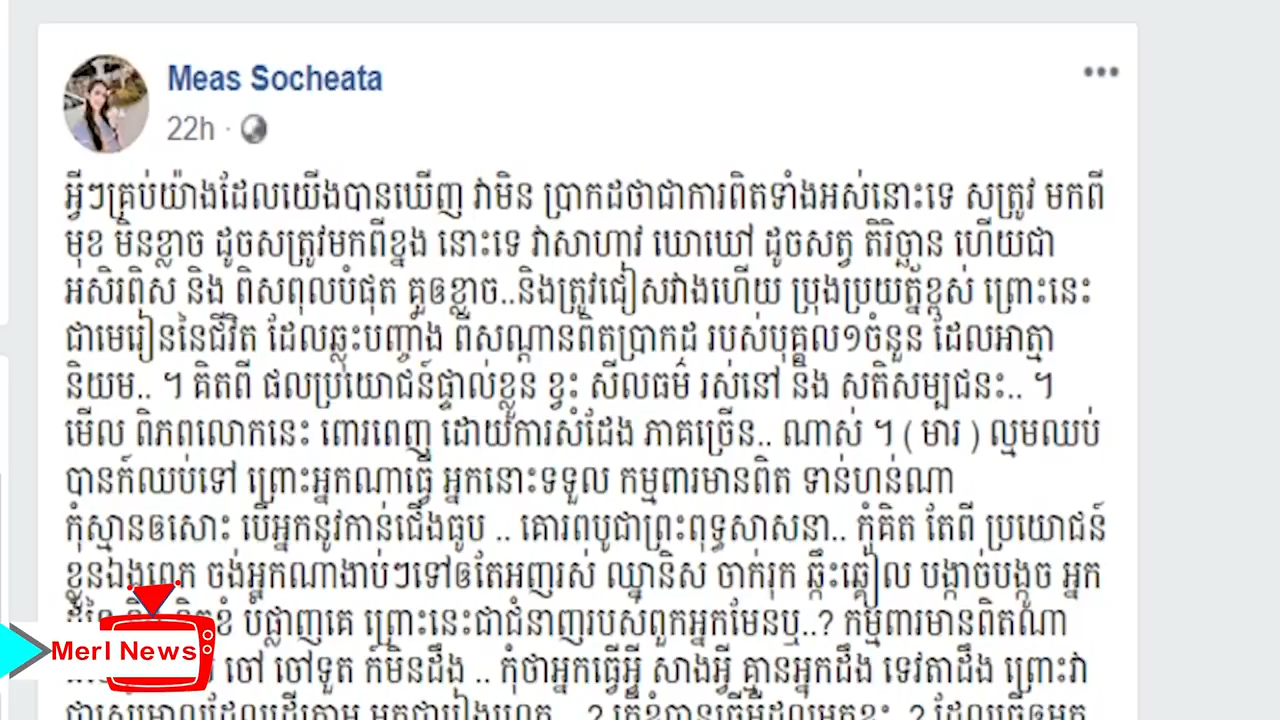 Meas Socheata
22h ·
អ្វីៗគ្រប់យ៉ាងដែលយើងបានឃើញ វាមិន ប្រាកដថាជាការពិតទាំងអស់នោះទេ សត្រូវ មកពី
មុខ មិនខ្លាច ដូចសត្រូវមកពីខ្នង នោះទេ វាសាហាវ ឃោឃៅ ដូចសត្វ តិរិច្ឆាន ហើយជា
អសិរពិស និង ពិសពុលបំផុត គួឲខ្លាច..និងត្រូវជៀសវាងហើយ ប្រុងប្រយត្ន័ខ្ពស់ ព្រោះនេះ
ជាមេរៀននៃជីវិត ដែលឆ្លុះបញ្ចាំង ពីសណ្ដានពិតប្រាកដ របស់បុគ្គល១ចំនួន ដែលអាត្មា
និយម.. ។ គិតពី ផលប្រយោជន៍ផ្ទាល់ខ្លួន ខ្វះ សីលធម៌ រស់នៅ និង សតិសម្បជនះ.. ។
មើល ពិភពលោកនេះ ពោរពេញ ដោយការសំដែង ភាគច្រើន.. ណាស់ ។ ( មារ ) ល្មមឈប់
បានក៍ឈប់ទៅ ព្រោះអ្នកណាធ្វើ អ្នកនោះទទួល កម្មពារមានពិត ទាន់ហន់ណា
កុំស្មានឲសោះ បើអ្នកនូវកាន់ជើងធូប .. គោរពបូជាព្រះពុទ្ធសាសនា.. កុំគិត តែពី ប្រយោជន៍
ខ្លួនឯងពេក ចង់អ្នកណាងាប់ៗទៅឲតែអញរស់ ឈ្នានិស ចាក់រុក ឆ្កឹះឆ្កៀល បង្កាច់បង្ខូច អ្នក
ខំ បំផ្លាញគេ ព្រោះនេះជាជំនាញរបស់ពួកអ្នកមែនឬ..? កម្មពារមានពិតណា
ចៅ ចៅទួត ក៍មិនដឹង .. កុំថាអ្នកធ្វើអ្វី សាងអ្វី គ្មានអ្នកដឹង ទេវតាដឹង ព្រោះវា
Merl News